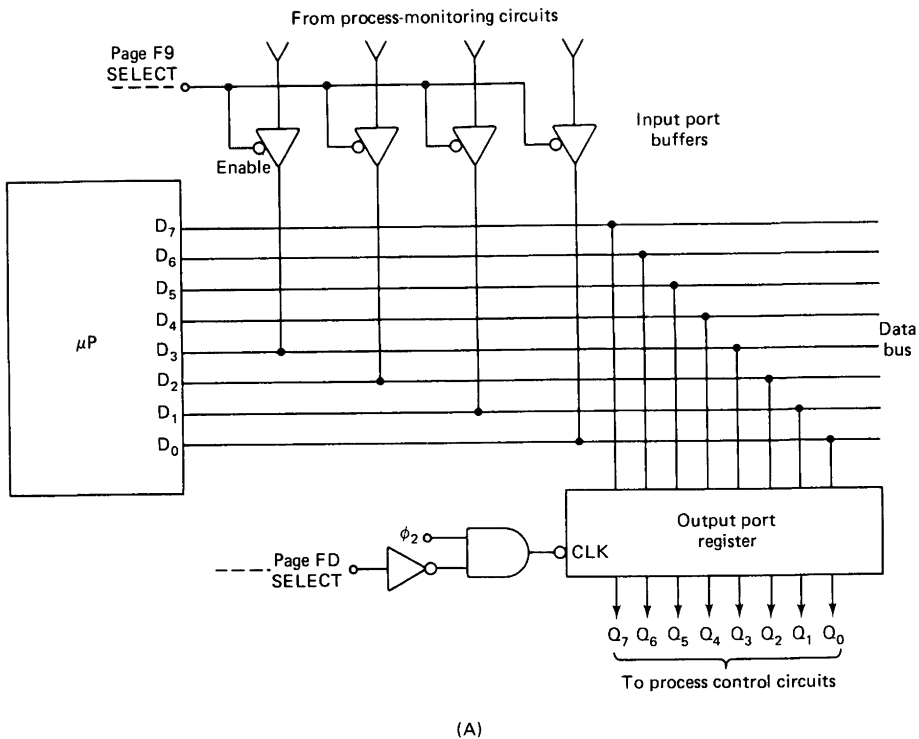 From process-monitoring circuits
Page F9
SELECT
Input port
buffers
Enable
μP
D7
D6
D5
D4
D3
D2
D1
D0
Data
bus
Output port
register
ϕ2
CLK
Page FD
SELECT
Q7 Q6 Q5 Q4 Q3 Q2 Q1 Q0
To process control circuits
(A)